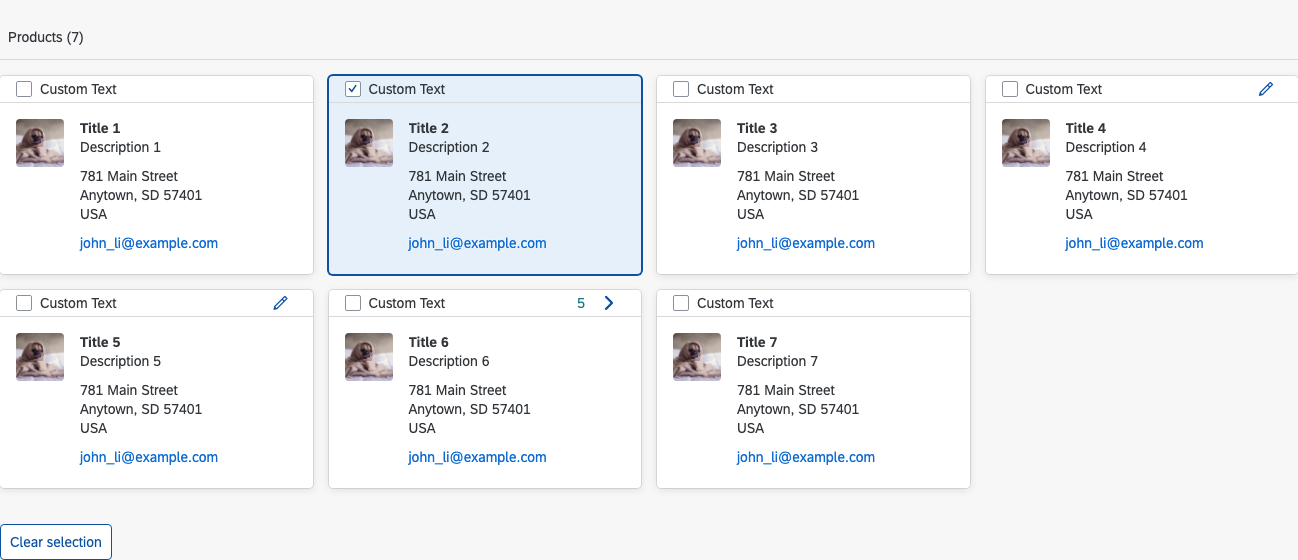 Products (7)
Custom Text
Title 1
Description 1
781 Main Street
Anytown, SD 57401
USA
john_li@example.com
Custom Text
Title 2
Description 2
781 Main Street
Anytown, SD 57401
USA
john_li@example.com
Custom Text
Title 3
Description 3
781 Main Street
Anytown, SD 57401
USA
john_li@example.com
Custom Text
Title 4
Description 4
781 Main Street
Anytown, SD 57401
USA
john_li@example.com
Custom Text
Title 5
Description 5
781 Main Street
Anytown, SD 57401
USA
john_li@example.com
Custom Text 5
Title 6
Description 6
781 Main Street
Anytown, SD 57401
USA
john_li@example.com
Custom Text
Title 7
Description 7
781 Main Street
Anytown, SD 57401
USA
john_li@example.com
Clear selection